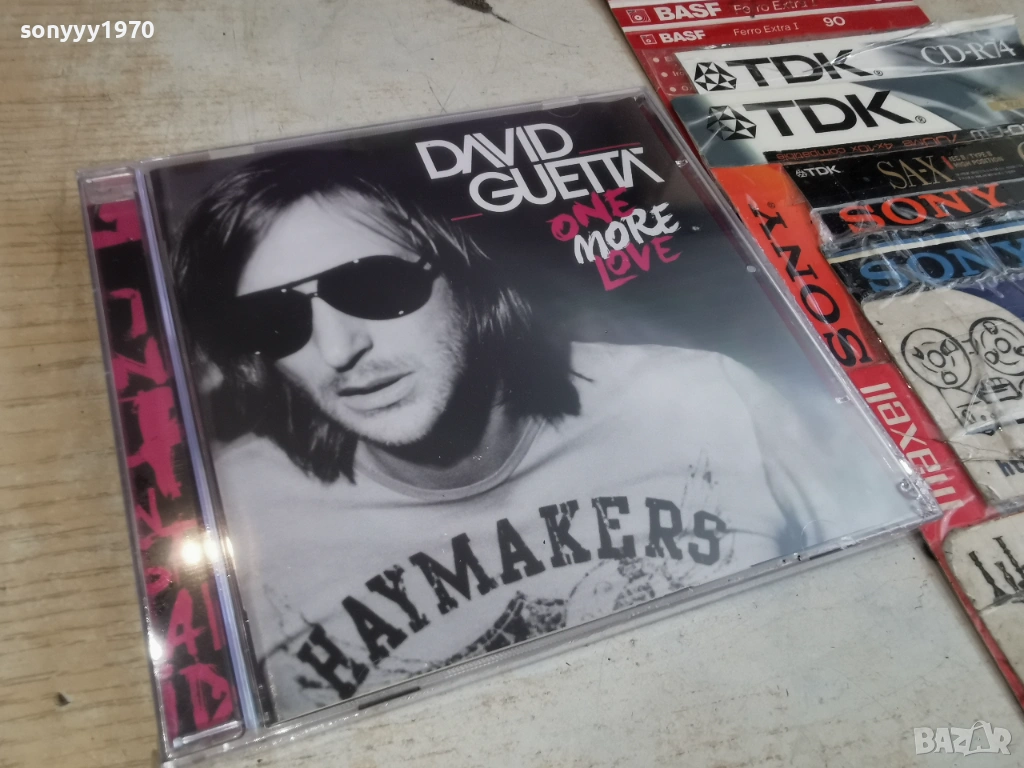 sonyyy1970
DAVID
GUETTA
ONE
MORE
LOVE
HAYMAKERS
BASF
Ferro Extra I
BASF
Ferro Extra I
90
TDK
CD-R74
TDK
TDK
SA-X
SONY
SONY
SONY
maxell
BAZAR